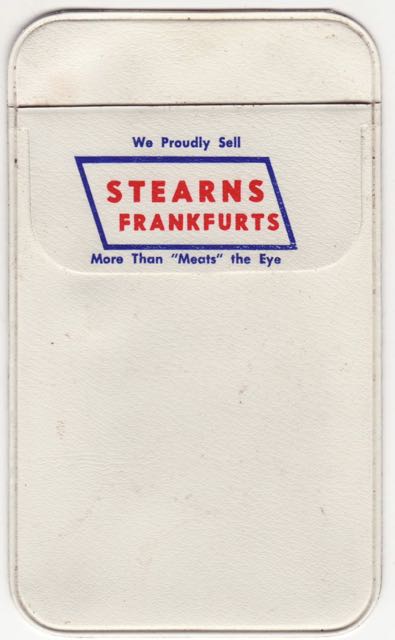 We Proudly Sell
STEARNS
FRANKFURTS
More Than "Meats" the Eye